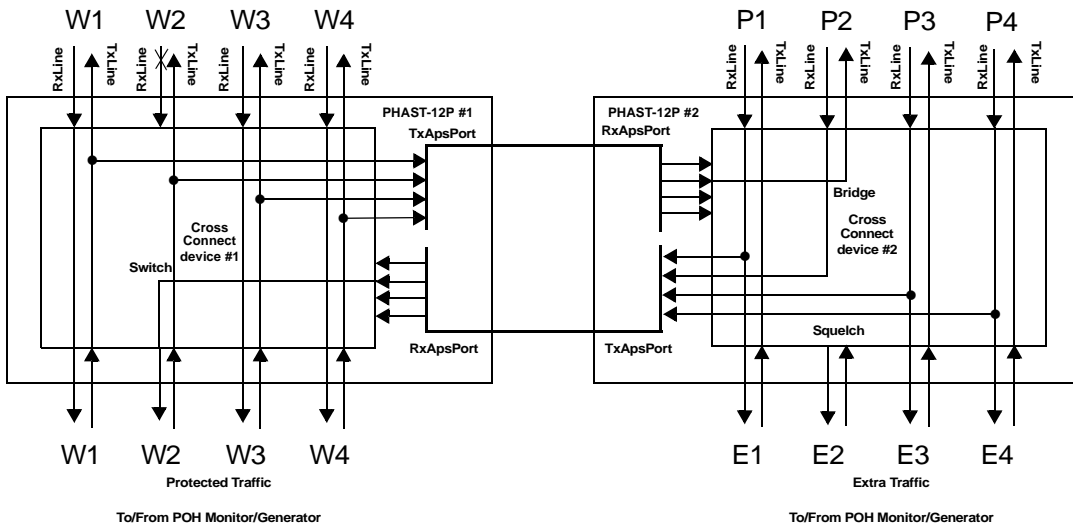 W1 W2 W3 W4 P1 P2 P3 P4
RxLine TxLine RxLine TxLine RxLine TxLine RxLine TxLine RxLine TxLine RxLine TxLine RxLine TxLine RxLine TxLine
PHAST-12P #1 PHAST-12P #2
TxApsPort RxApsPort
Bridge
Cross
Connect
device #1
Cross
Connect
device #2
Switch
Squelch
RxApsPort TxApsPort
W1 W2 W3 W4 E1 E2 E3 E4
Protected Traffic Extra Traffic
To/From POH Monitor/Generator To/From POH Monitor/Generator